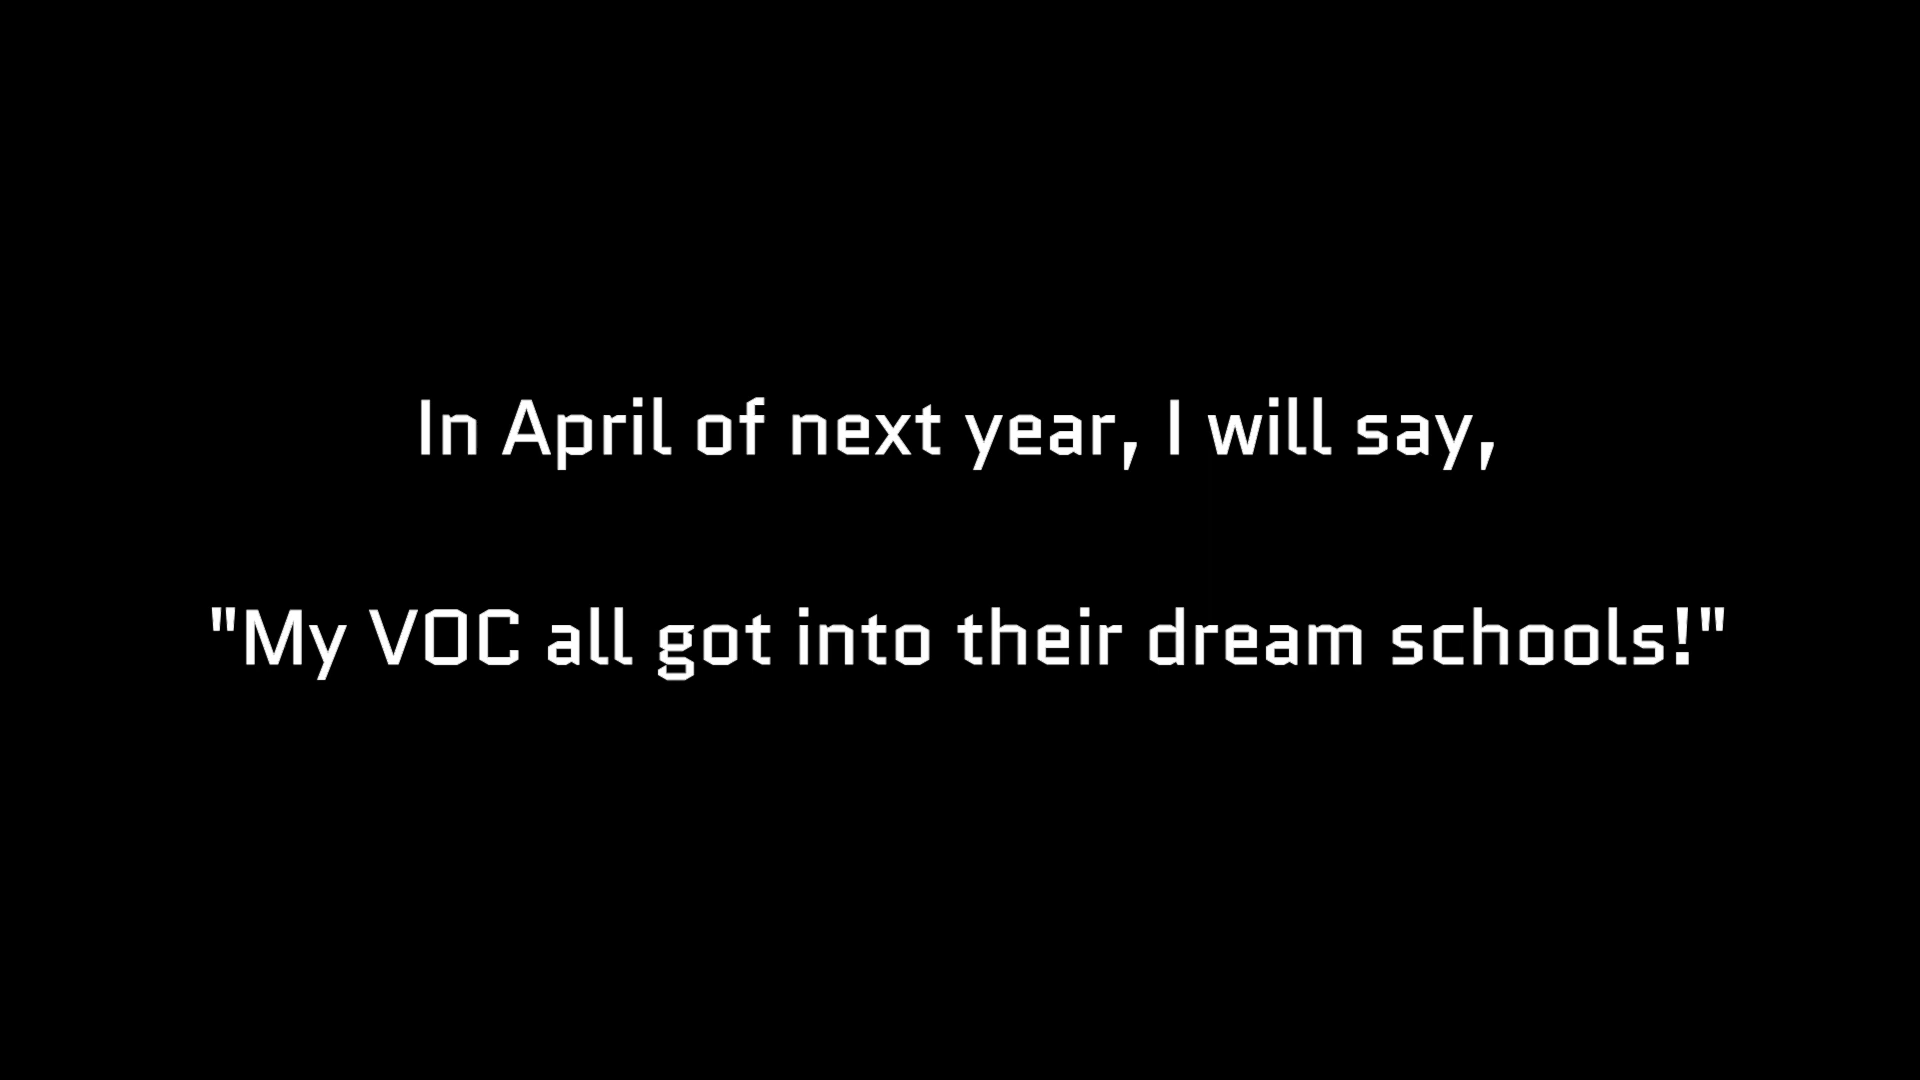 In April of next year, I will say,
"My VOC all got into their dream schools!"